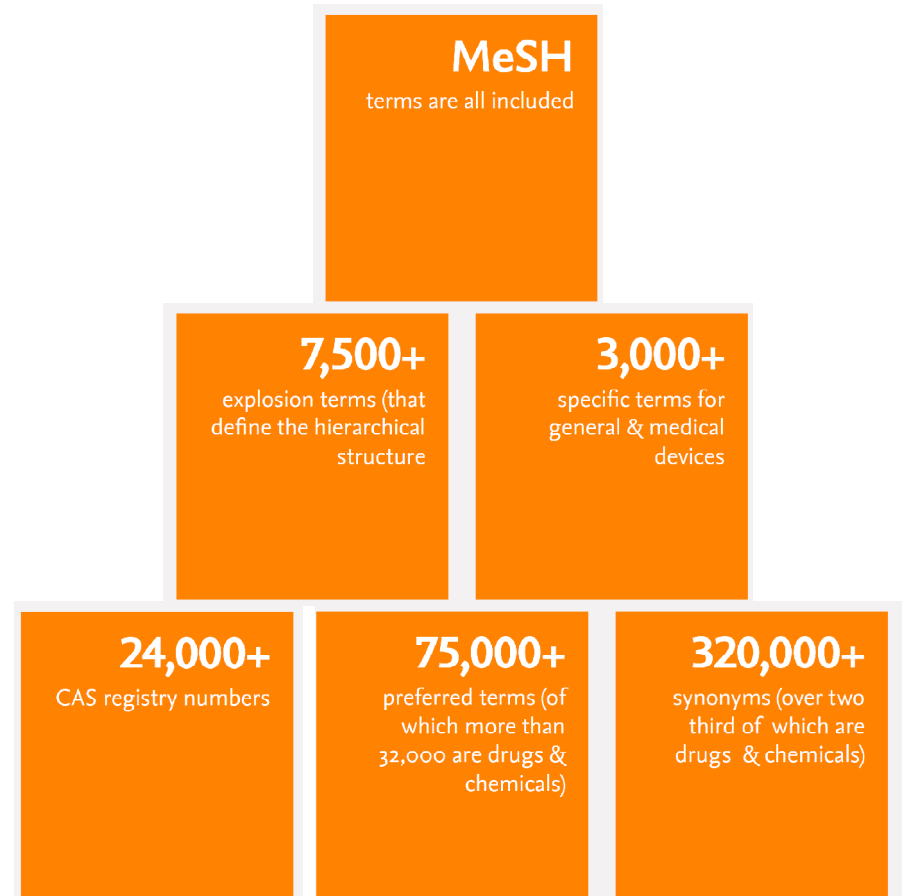 MeSH
terms are all included
7,500+
explosion terms (that
define the hierarchical
structure
3,000+
specific terms for
general & medical
devices
24,000+
CAS registry numbers
75,000+
preferred terms (of
which more than
32,000 are drugs &
chemicals)
320,000+
synonyms (over two
third of which are
drugs & chemicals)